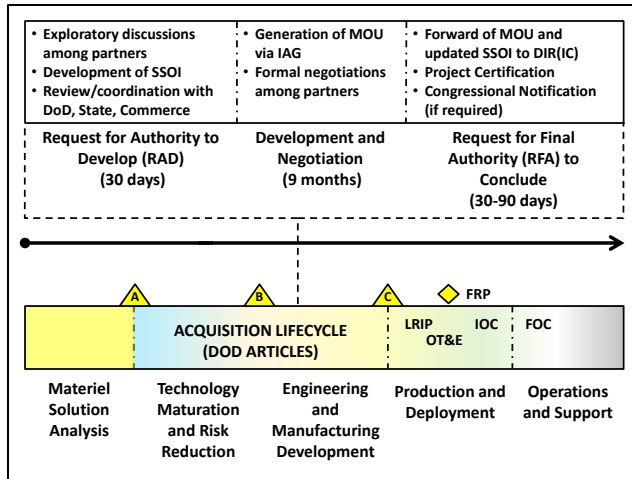 • Exploratory discussions
among partners
• Development of SSOI
• Review/coordination with
DoD, State, Commerce
• Generation of MOU
via IAG
• Formal negotiations
among partners
• Forward of MOU and
updated SSOI to DIR(IC)
• Project Certification
• Congressional Notification
(if required)
Request for Authority to
Develop (RAD)
(30 days)
Development and
Negotiation
(9 months)
Request for Final
Authority (RFA) to
Conclude
(30-90 days)
A
B
C
FRP
ACQUISITION LIFECYCLE
(DOD ARTICLES)
LRIP
IOC
OT&E
FOC
Materiel
Solution
Analysis
Technology
Maturation
and Risk
Reduction
Engineering
and
Manufacturing
Development
Production and
Deployment
Operations
and Support